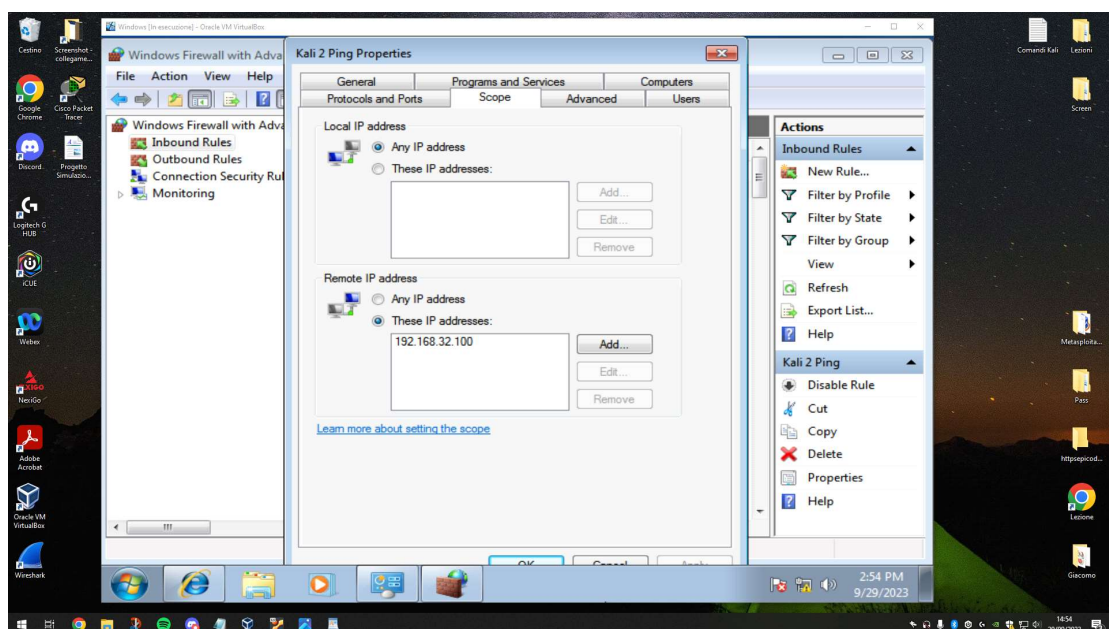 Windows [In esecuzione] - Oracle VM VirtualBox
Cestino
Screenshot - collegame...
Google Chrome
Cisco Packet Tracer
Discord
Progetto Simulazio...
Logitech G HUB
iCUE
Webex
NexiGo
Adobe Acrobat
Oracle VM VirtualBox
Wireshark
Windows Firewall with Adva
File Action View Help
Windows Firewall with Adva
Inbound Rules
Outbound Rules
Connection Security Rul
Monitoring
Kali 2 Ping Properties
General Programs and Services Computers
Protocols and Ports Scope Advanced Users
Local IP address
Any IP address
These IP addresses:
Add...
Edit...
Remove
Remote IP address
Any IP address
These IP addresses:
192.168.32.100
Add...
Edit...
Remove
Learn more about setting the scope
OK Cancel Apply
Actions
Inbound Rules
New Rule...
Filter by Profile
Filter by State
Filter by Group
View
Refresh
Export List...
Help
Kali 2 Ping
Disable Rule
Cut
Copy
Delete
Properties
Help
2:54 PM
9/29/2023
Comandi Kali
Lezioni
Screen
Metasploita...
Pass
httpsepicod...
Lezione
Giacomo
14:54